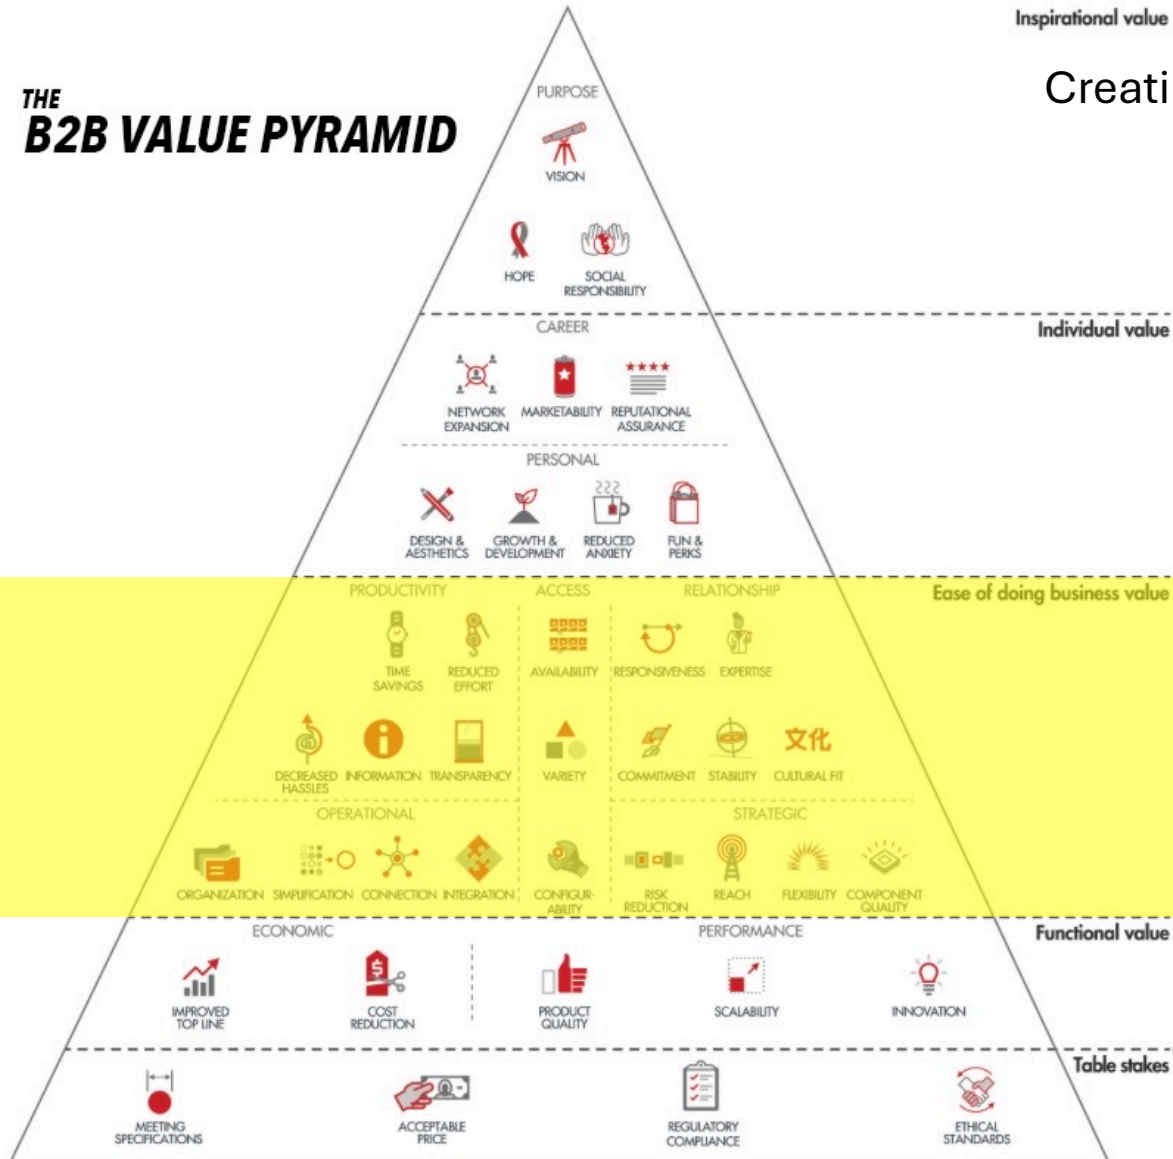 Inspirational value
Creati
THE
B2B VALUE PYRAMID
PURPOSE
VISION
HOPE
SOCIAL
RESPONSIBILITY
Individual value
CAREER
NETWORK
EXPANSION
MARKETABILITY
REPUTATIONAL
ASSURANCE
PERSONAL
DESIGN &
AESTHETICS
GROWTH &
DEVELOPMENT
REDUCED
ANXIETY
FUN &
PERKS
Ease of doing business value
PRODUCTIVITY
ACCESS
RELATIONSHIP
TIME
SAVINGS
REDUCED
EFFORT
AVAILABILITY
RESPONSIVENESS
EXPERTISE
DECREASED
HASSLES
INFORMATION
TRANSPARENCY
VARIETY
COMMITMENT
STABILITY
文化
CULTURAL FIT
OPERATIONAL
STRATEGIC
ORGANIZATION
SIMPLIFICATION
CONNECTION
INTEGRATION
CONFIGUR-
ABILITY
RISK
REDUCTION
REACH
FLEXIBILITY
COMPONENT
QUALITY
Functional value
ECONOMIC
PERFORMANCE
IMPROVED
TOP LINE
$
COST
REDUCTION
PRODUCT
QUALITY
SCALABILITY
INNOVATION
Table stakes
MEETING
SPECIFICATIONS
ACCEPTABLE
PRICE
REGULATORY
COMPLIANCE
ETHICAL
STANDARDS